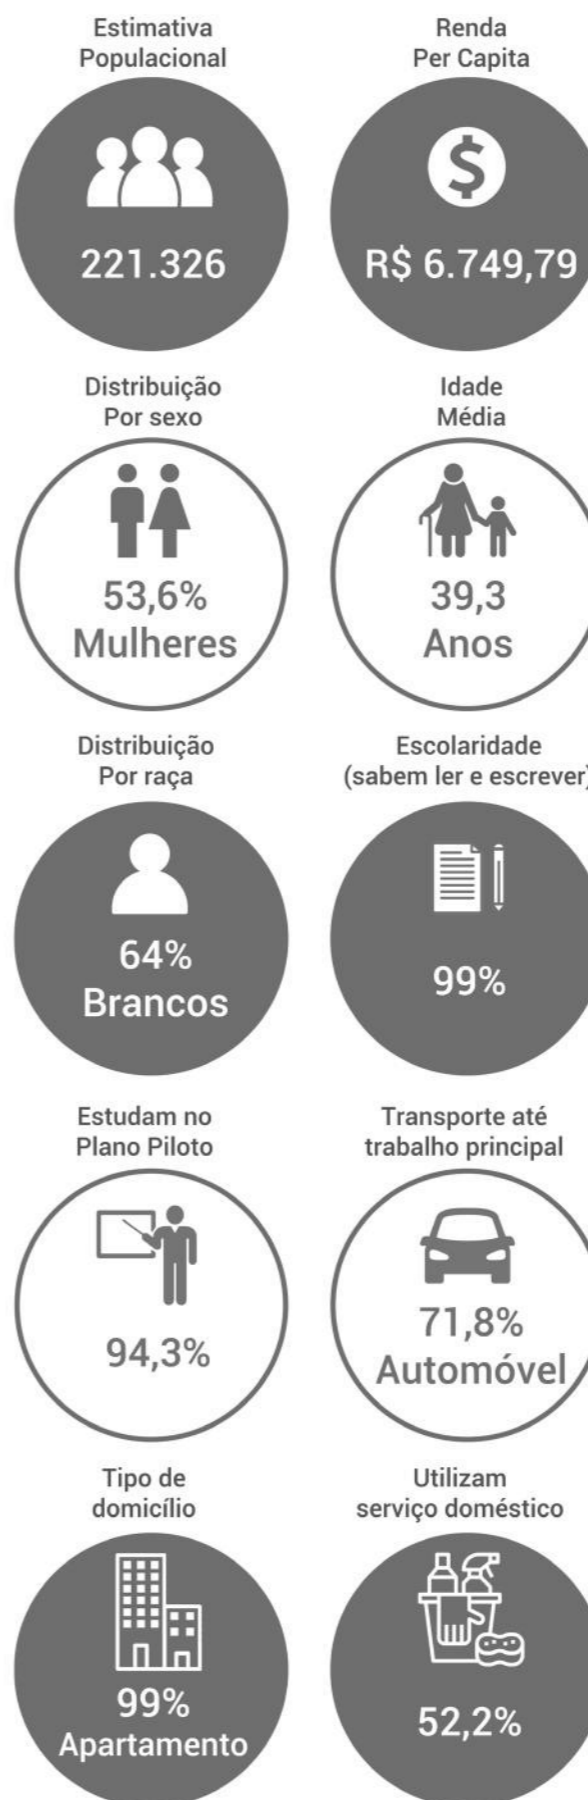 Estimativa
Populacional
221.326
Renda
Per Capita
R$ 6.749,79
Distribuição
Por sexo
53,6%
Mulheres
Idade
Média
39,3
Anos
Distribuição
Por raça
64%
Brancos
Escolaridade
(sabem ler e escrever)
99%
Estudam no
Plano Piloto
94,3%
Transporte até
trabalho principal
71,8%
Automóvel
Tipo de
domicílio
99%
Apartamento
Utilizam
serviço doméstico
52,2%